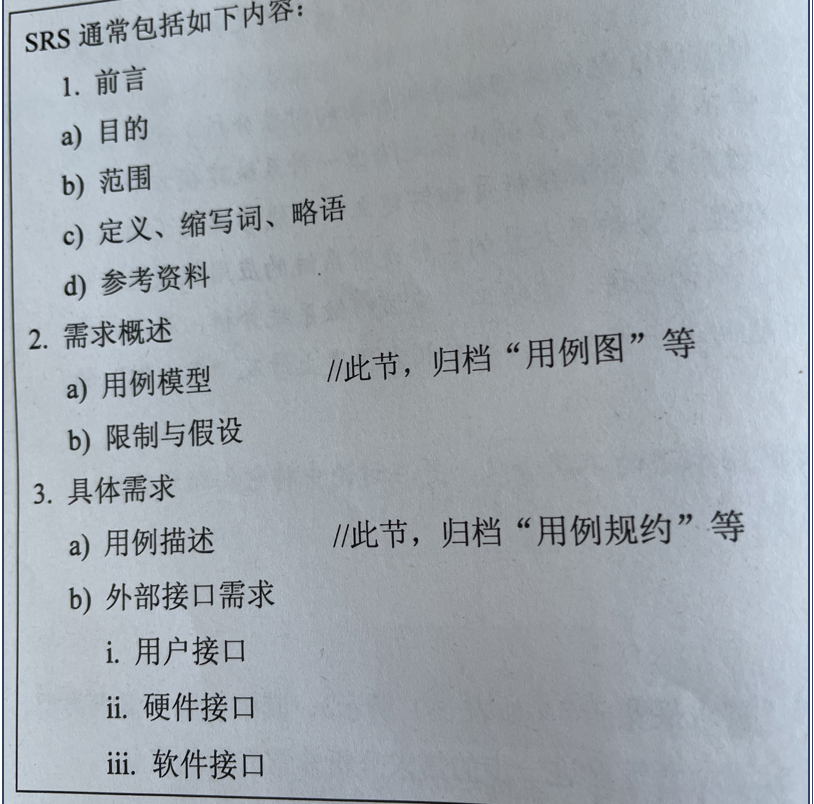 SRS 通常包括如下内容：
1. 前言
a) 目的
b) 范围
c) 定义、缩写词、略语
d) 参考资料
2. 需求概述
a) 用例模型 //此节，归档“用例图”等
b) 限制与假设
3. 具体需求
a) 用例描述 //此节，归档“用例规约”等
b) 外部接口需求
i. 用户接口
ii. 硬件接口
iii. 软件接口